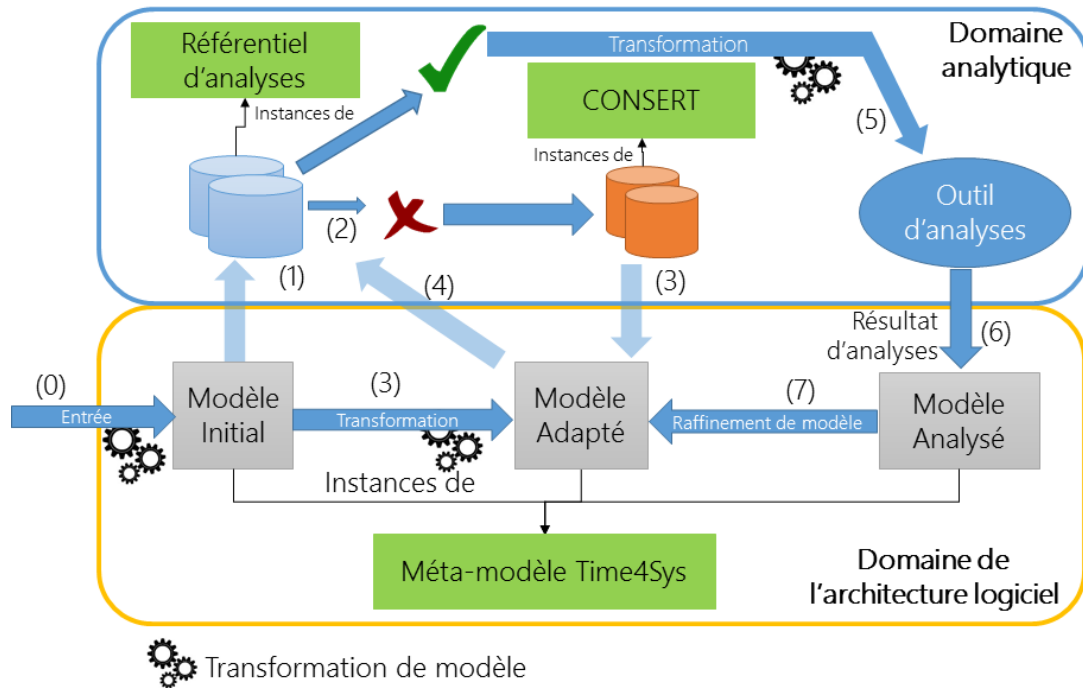 Référentiel
d'analyses
Instances de
Transformation
Domaine
analytique
CONSERT
Instances de
(5)
(2)
Outil
d'analyses
(1)
(4)
(3)
Résultat
d'analyses
(6)
(0)
Entrée
Modèle
Initial
(3)
Transformation
Modèle
Adapté
(7)
Raffinement de modèle
Modèle
Analysé
Instances de
Méta-modèle Time4Sys
Domaine de
l'architecture logiciel
Transformation de modèle